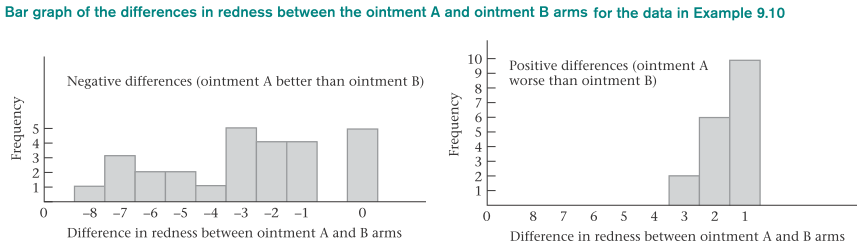 Bar graph of the differences in redness between the ointment A and ointment B arms for the data in Example 9.10
Negative differences (ointment A better than ointment B)
Frequency
5
4
3
2
1
0 –8 –7 –6 –5 –4 –3 –2 –1 0
Difference in redness between ointment A and B arms
Positive differences (ointment A
worse than ointment B)
Frequency
10
9
8
7
6
5
4
3
2
1
0 8 7 6 5 4 3 2 1
Difference in redness between ointment A and B arms